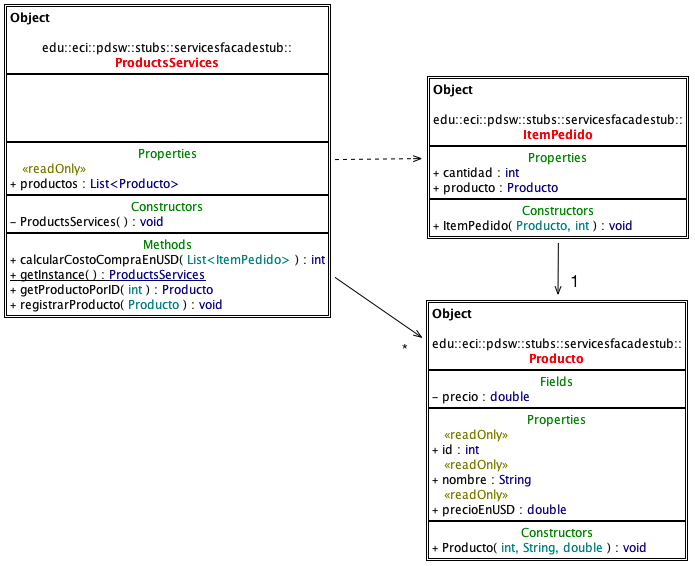 Object
edu::eci::pdsw::stubs::servicesfacadestub::
ProductsServices
Properties
«readOnly»
+ productos : List<Producto>
Constructors
− ProductsServices( ) : void
Methods
+ calcularCostoCompraEnUSD( List<ItemPedido> ) : int
+ getInstance( ) : ProductsServices
+ getProductoPorID( int ) : Producto
+ registrarProducto( Producto ) : void
Object
edu::eci::pdsw::stubs::servicesfacadestub::
ItemPedido
Properties
+ cantidad : int
+ producto : Producto
Constructors
+ ItemPedido( Producto, int ) : void
1
*
Object
edu::eci::pdsw::stubs::servicesfacadestub::
Producto
Fields
− precio : double
Properties
«readOnly»
+ id : int
«readOnly»
+ nombre : String
«readOnly»
+ precioEnUSD : double
Constructors
+ Producto( int, String, double ) : void